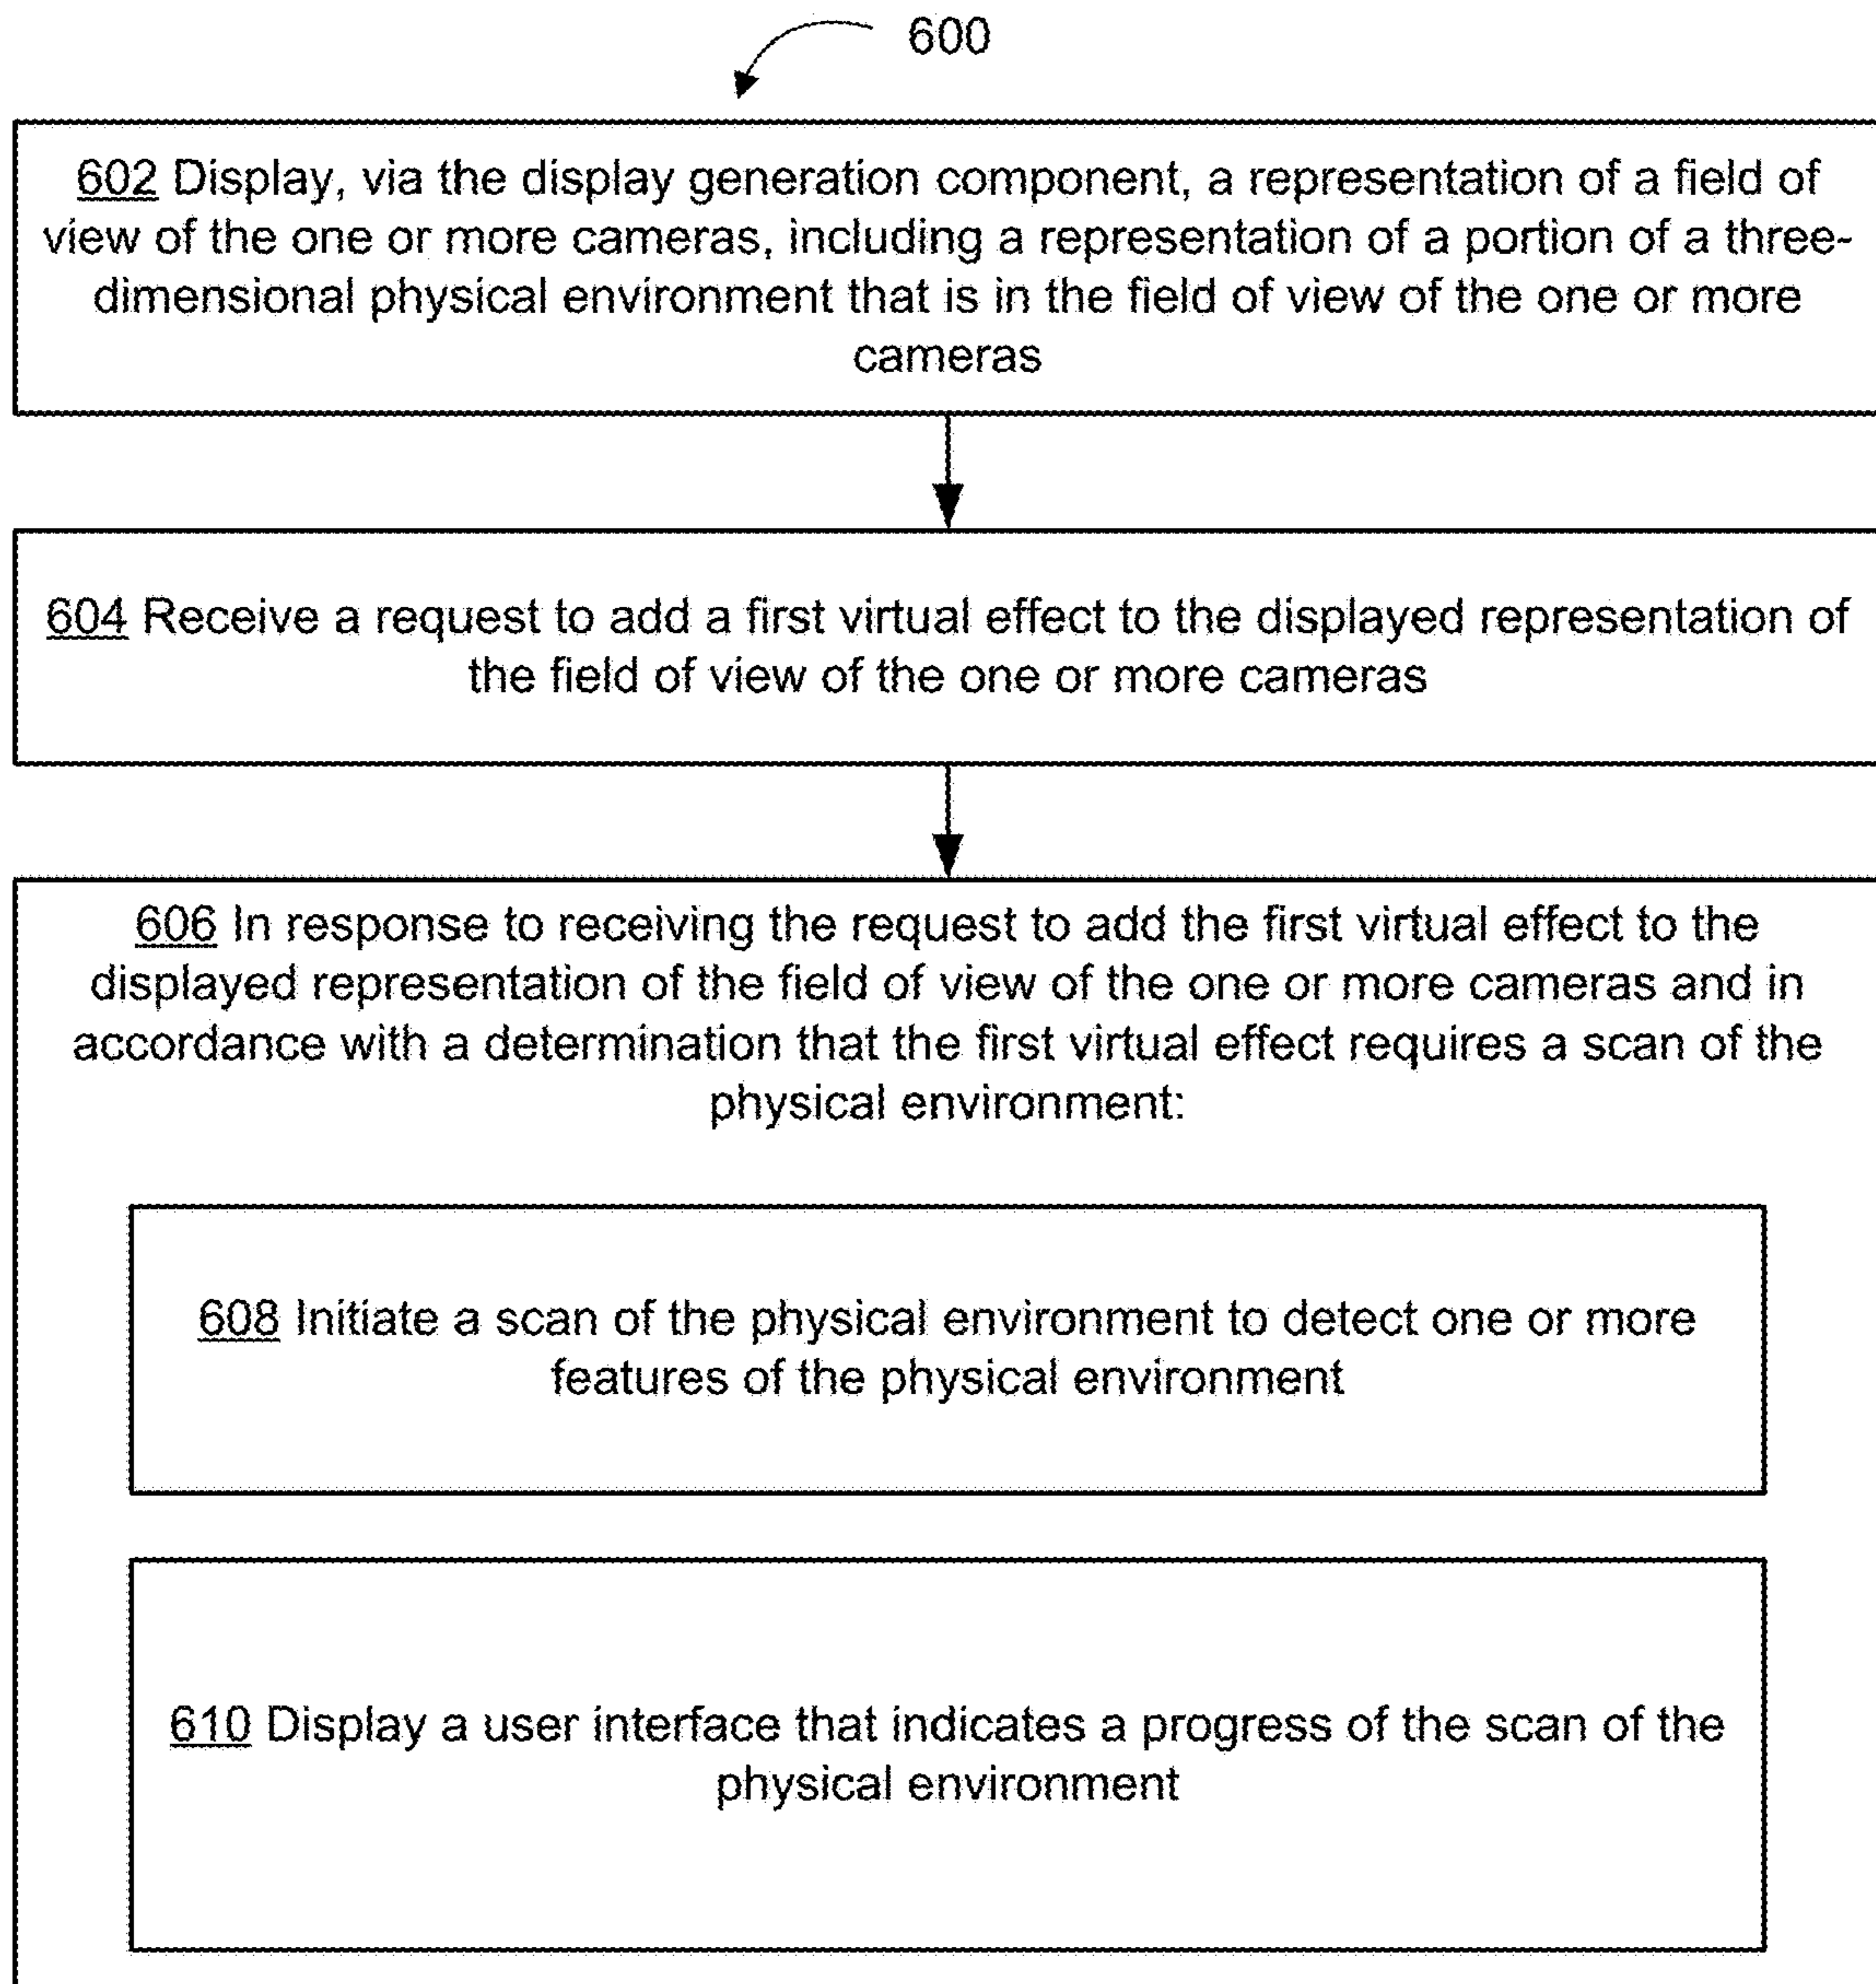 600
602 Display, via the display generation component, a representation of a field of
view of the one or more cameras, including a representation of a portion of a three-
dimensional physical environment that is in the field of view of the one or more
cameras
604 Receive a request to add a first virtual effect to the displayed representation of
the field of view of the one or more cameras
606 In response to receiving the request to add the first virtual effect to the
displayed representation of the field of view of the one or more cameras and in
accordance with a determination that the first virtual effect requires a scan of the
physical environment:
608 Initiate a scan of the physical environment to detect one or more
features of the physical environment
610 Display a user interface that indicates a progress of the scan of the
physical environment